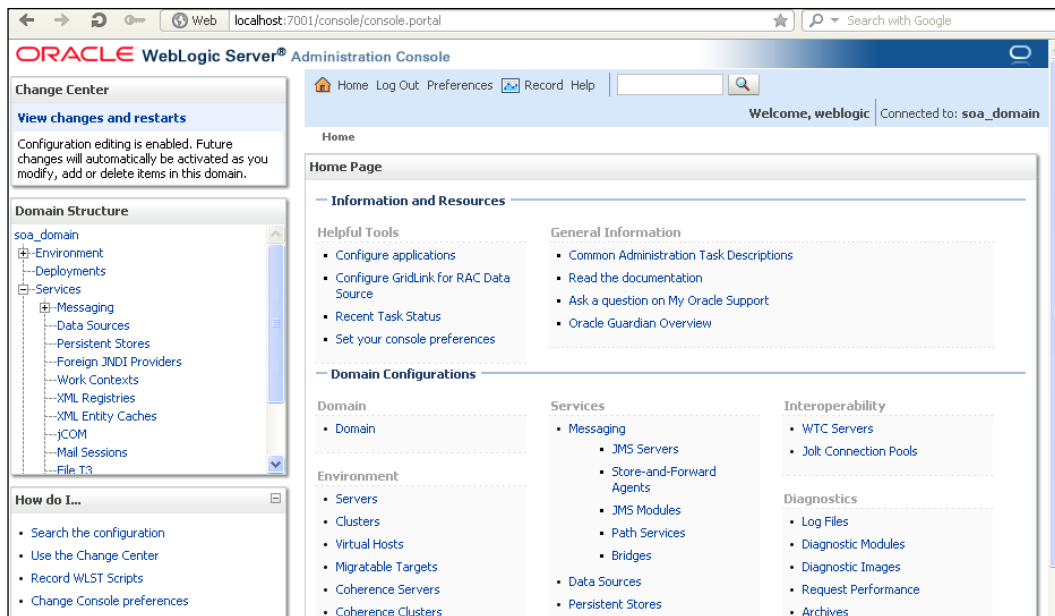 Web
localhost:7001/console/console.portal
Search with Google
ORACLE WebLogic Server® Administration Console
Change Center
View changes and restarts
Configuration editing is enabled. Future
changes will automatically be activated as you
modify, add or delete items in this domain.
Domain Structure
soa_domain
Environment
Deployments
Services
Messaging
Data Sources
Persistent Stores
Foreign JNDI Providers
Work Contexts
XML Registries
XML Entity Caches
jCOM
Mail Sessions
File T3
How do I...
Search the configuration
Use the Change Center
Record WLST Scripts
Change Console preferences
Home Log Out Preferences Record Help
Welcome, weblogic Connected to: soa_domain
Home
Home Page
Information and Resources
Helpful Tools
Configure applications
Configure GridLink for RAC Data
Source
Recent Task Status
Set your console preferences
General Information
Common Administration Task Descriptions
Read the documentation
Ask a question on My Oracle Support
Oracle Guardian Overview
Domain Configurations
Domain
Domain
Environment
Servers
Clusters
Virtual Hosts
Migratable Targets
Coherence Servers
Coherence Clusters
Services
Messaging
JMS Servers
Store-and-Forward
Agents
JMS Modules
Path Services
Bridges
Data Sources
Persistent Stores
Interoperability
WTC Servers
Jolt Connection Pools
Diagnostics
Log Files
Diagnostic Modules
Diagnostic Images
Request Performance
Archives